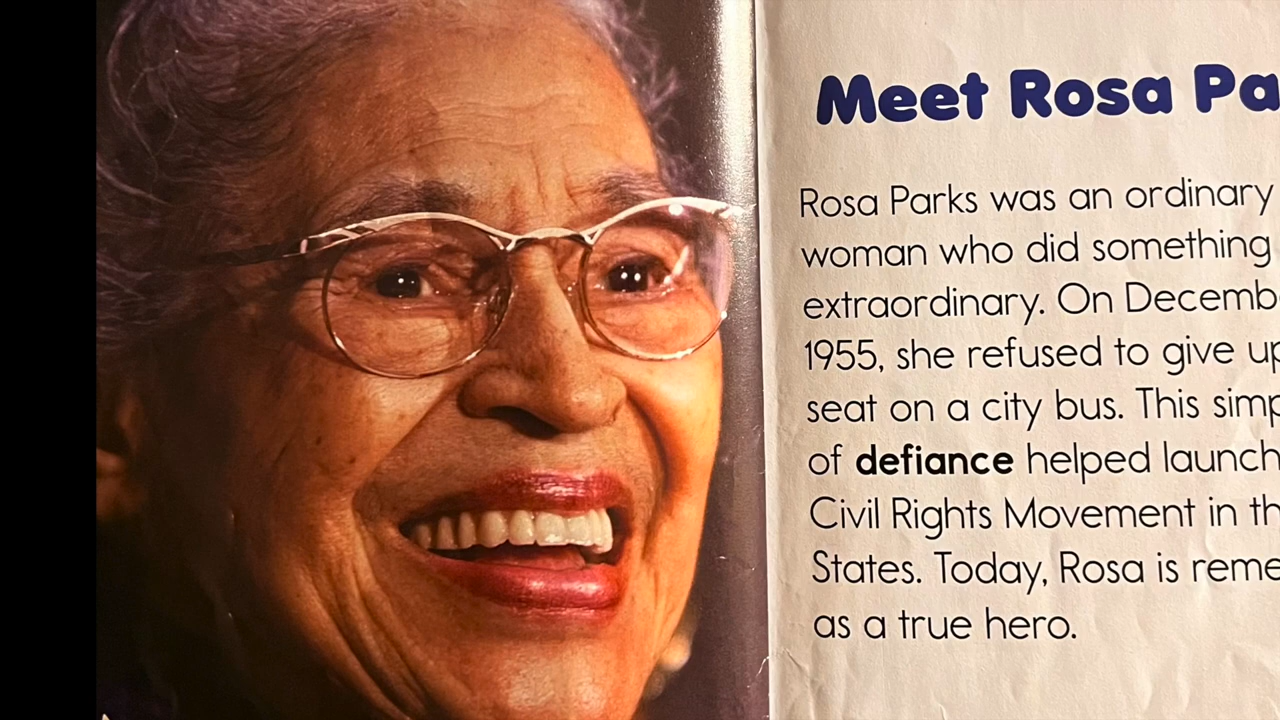 Meet Rosa Pa
Rosa Parks was an ordinary
woman who did something
extraordinary. On Decemb
1955, she refused to give up
seat on a city bus. This simp
of defiance helped launch
Civil Rights Movement in th
States. Today, Rosa is reme
as a true hero.